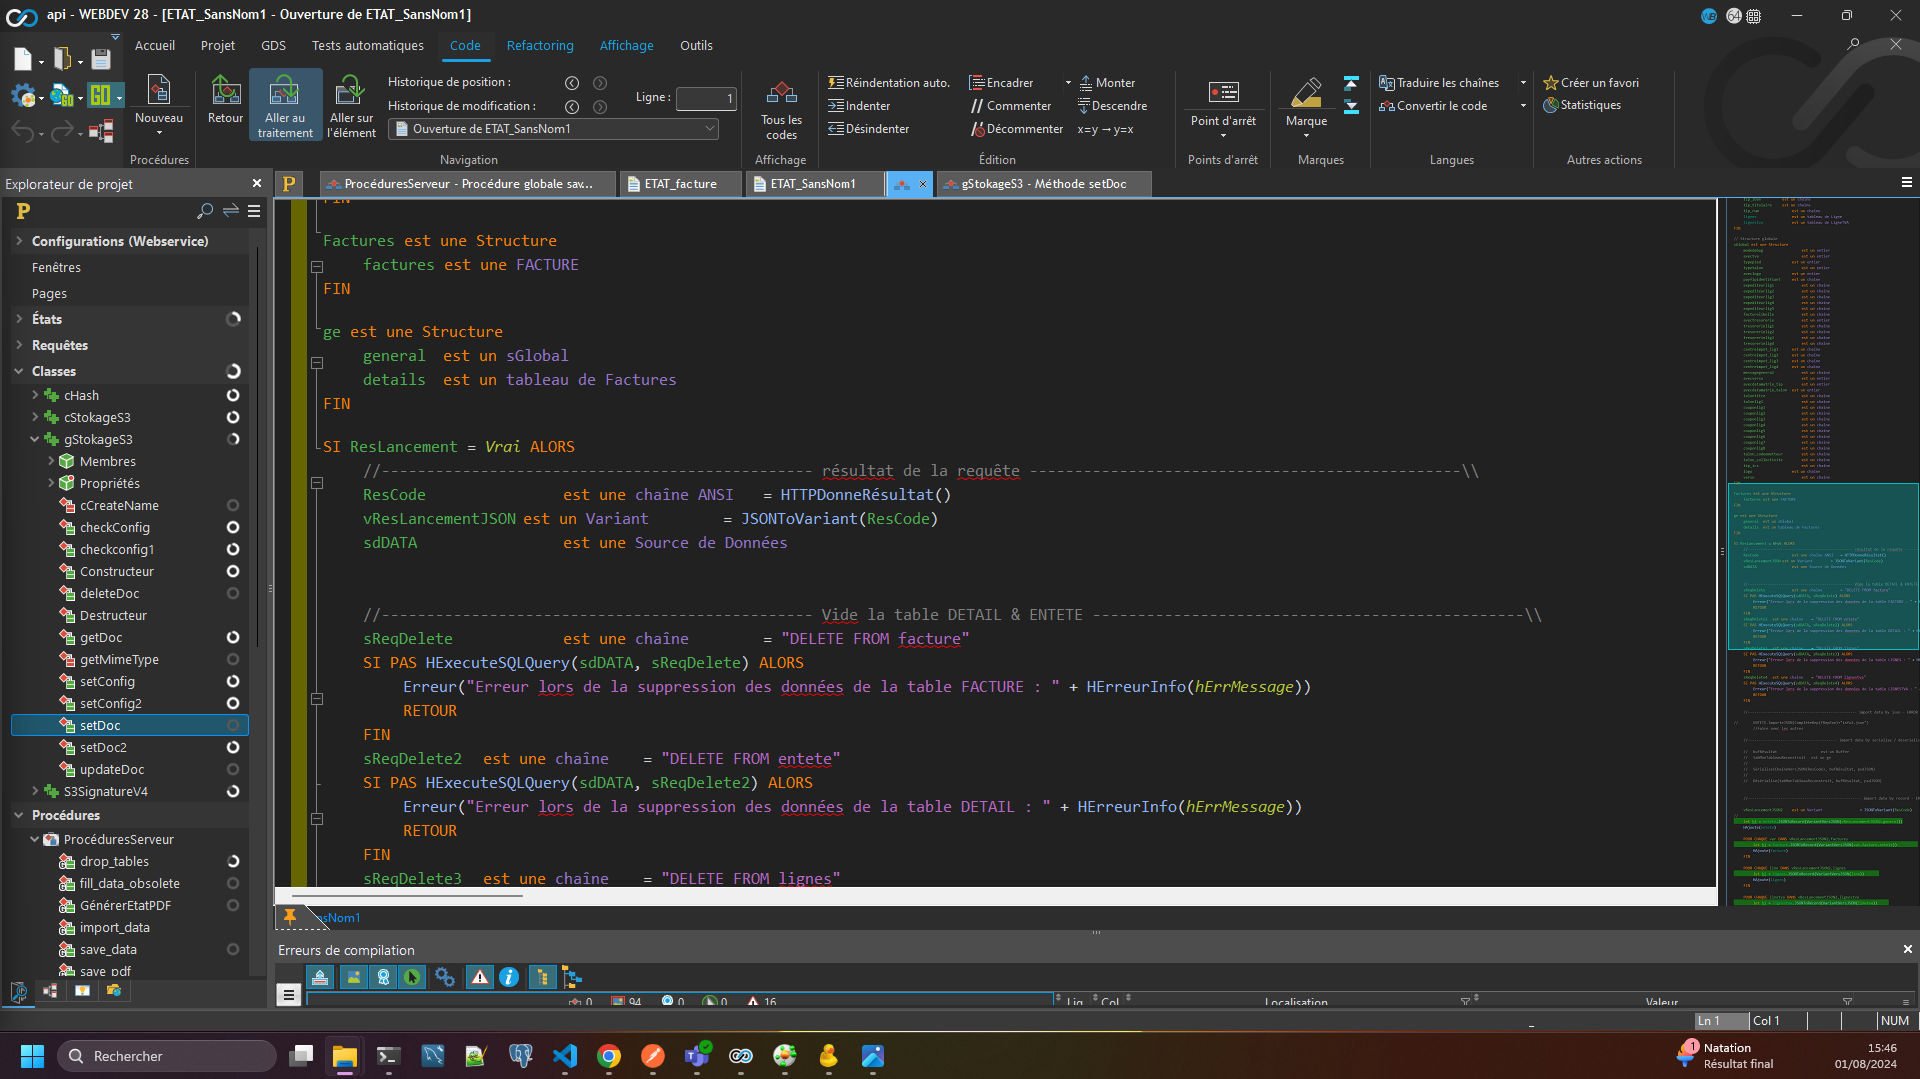 api - WEBDEV 28 - [ETAT_SansNom1 - Ouverture de ETAT_SansNom1]
Accueil Projet GDS Tests automatiques Code Refactoring Affichage Outils
Nouveau
Procédures
Retour
Aller au traitement
Aller sur l'élément
Historique de position :
Historique de modification :
Ligne : 1
Ouverture de ETAT_SansNom1
Navigation
Tous les codes
Affichage
Réindentation auto.
Indenter
Désindenter
Encadrer
// Commenter
Décommenter
Monter
Descendre
x=y → y=x
Édition
Point d'arrêt
Points d'arrêt
Marque
Marques
Traduire les chaînes
Convertir le code
Langues
Créer un favori
Statistiques
Autres actions
Explorateur de projet
ProcéduresServeur - Procédure globale sav...
ETAT_facture
ETAT_SansNom1
gStokageS3 - Méthode setDoc
Configurations (Webservice)
Fenêtres
Pages
États
Requêtes
Classes
cHash
cStokageS3
gStokageS3
Membres
Propriétés
cCreateName
checkConfig
checkconfig1
Constructeur
deleteDoc
Destructeur
getDoc
getMimeType
setConfig
setConfig2
setDoc
setDoc2
updateDoc
S3SignatureV4
Procédures
ProcéduresServeur
drop_tables
fill_data_obsolete
GénérerEtatPDF
import_data
save_data
save_pdf
FIN
Factures est une Structure
factures est une FACTURE
FIN
ge est une Structure
general est un sGlobal
details est un tableau de Factures
FIN
SI ResLancement = Vrai ALORS
//------------------------------------------------ résultat de la requête ------------------------------------------------\\
ResCode est une chaîne ANSI = HTTPDonneRésultat()
vResLancementJSON est un Variant = JSONToVariant(ResCode)
sdDATA est une Source de Données
//------------------------------------------------ Vide la table DETAIL & ENTETE ------------------------------------------------\\
sReqDelete est une chaîne = "DELETE FROM facture"
SI PAS HExecuteSQLQuery(sdDATA, sReqDelete) ALORS
Erreur("Erreur lors de la suppression des données de la table FACTURE : " + HErreurInfo(hErrMessage))
RETOUR
FIN
sReqDelete2 est une chaîne = "DELETE FROM entete"
SI PAS HExecuteSQLQuery(sdDATA, sReqDelete2) ALORS
Erreur("Erreur lors de la suppression des données de la table DETAIL : " + HErreurInfo(hErrMessage))
RETOUR
FIN
sReqDelete3 est une chaîne = "DELETE FROM lignes"
Erreurs de compilation
0 94 0 0 16
Lig Col Localisation Valeur
Ln 1 Col 1 NUM
Rechercher
1
Natation
Résultat final
15:46
01/08/2024